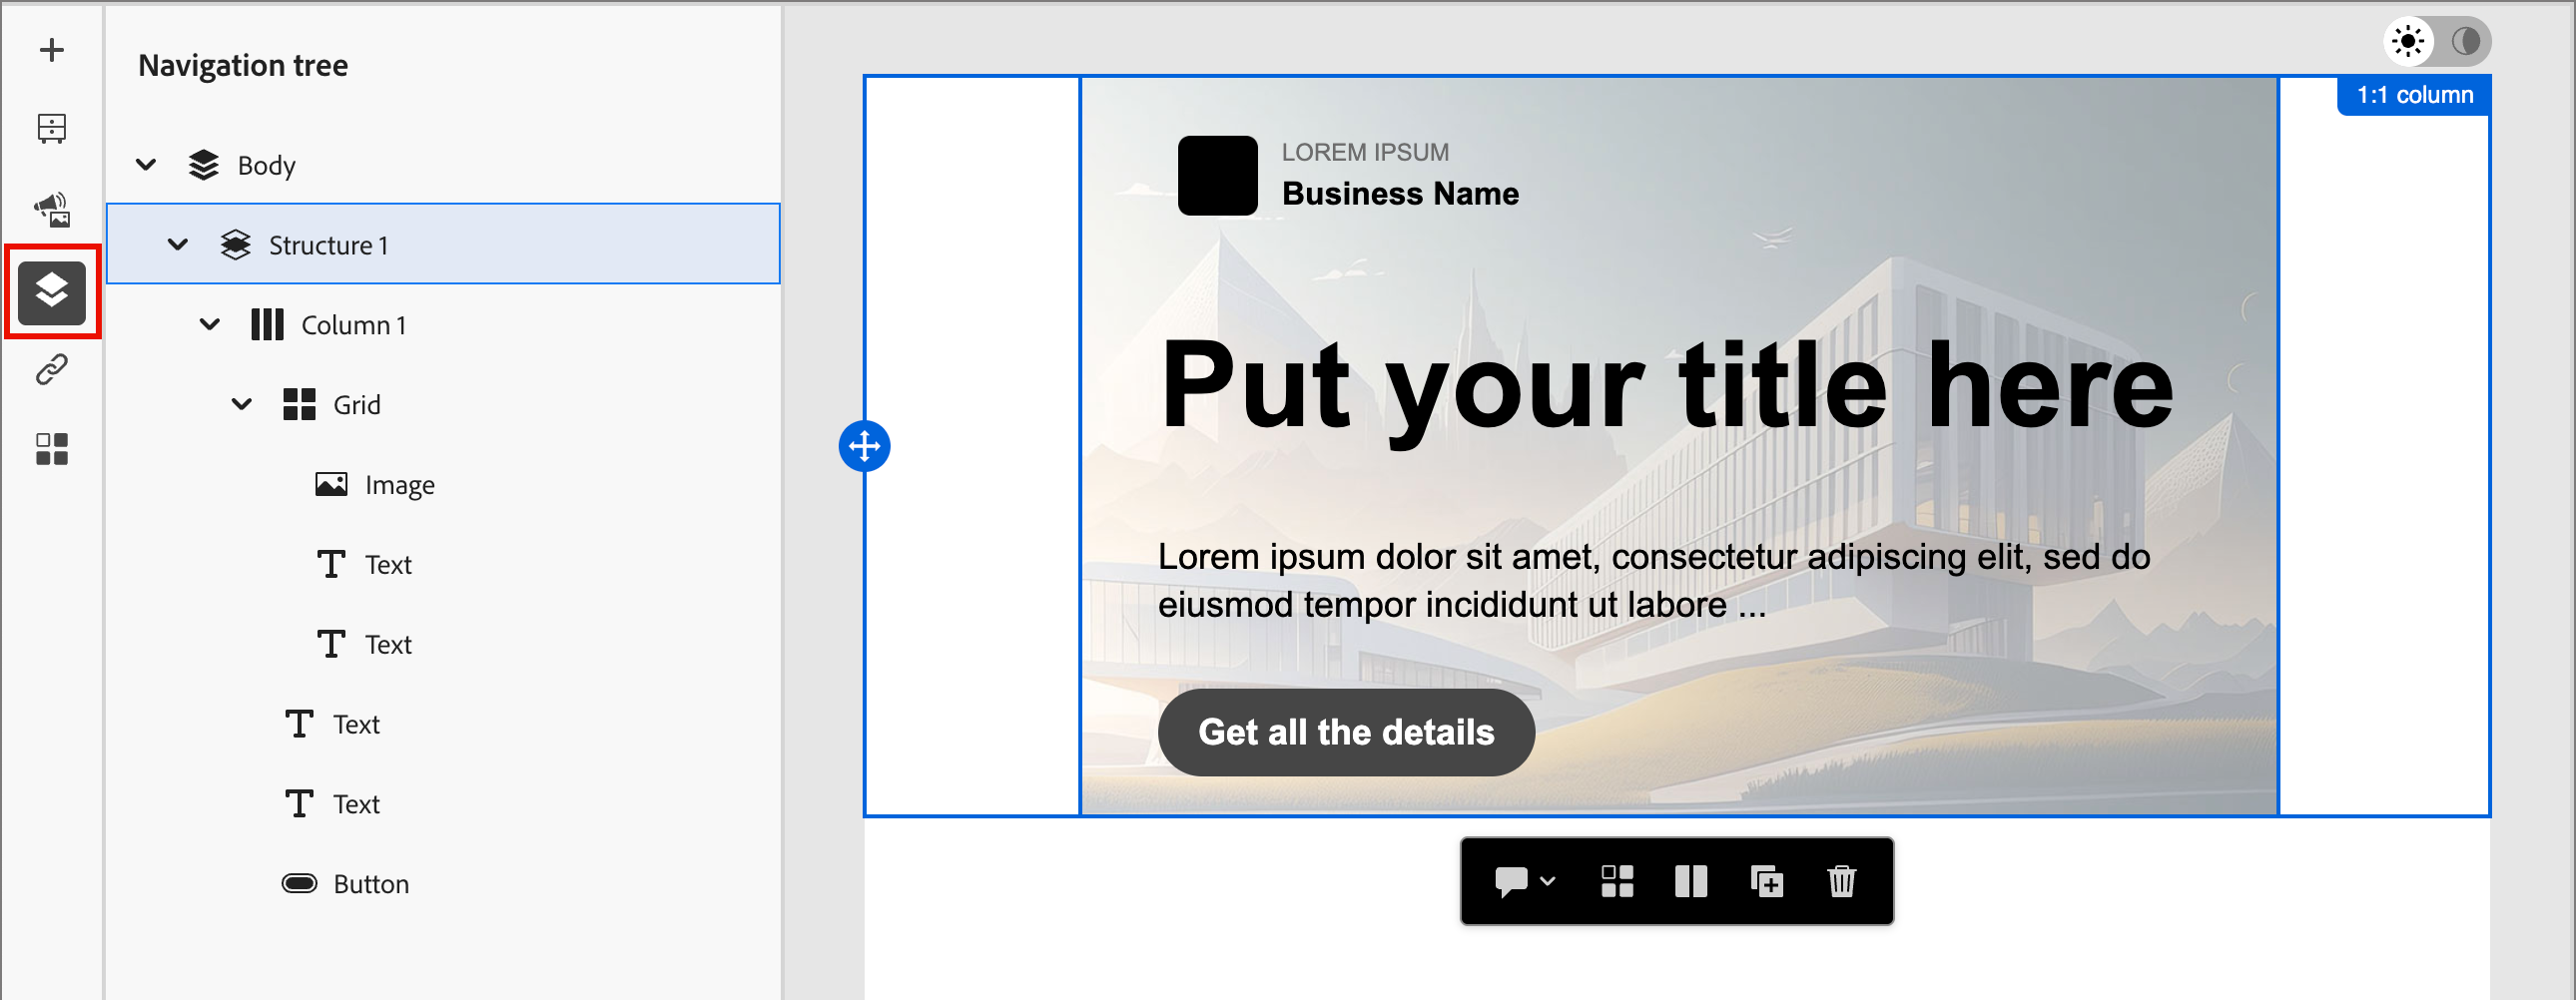 Navigation tree
Body
Structure 1
Column 1
Grid
Image
Text
Text
Text
Text
Button
1:1 column
LOREM IPSUM
Business Name
Put your title here
Lorem ipsum dolor sit amet, consectetur adipiscing elit, sed do
eiusmod tempor incididunt ut labore ...
Get all the details